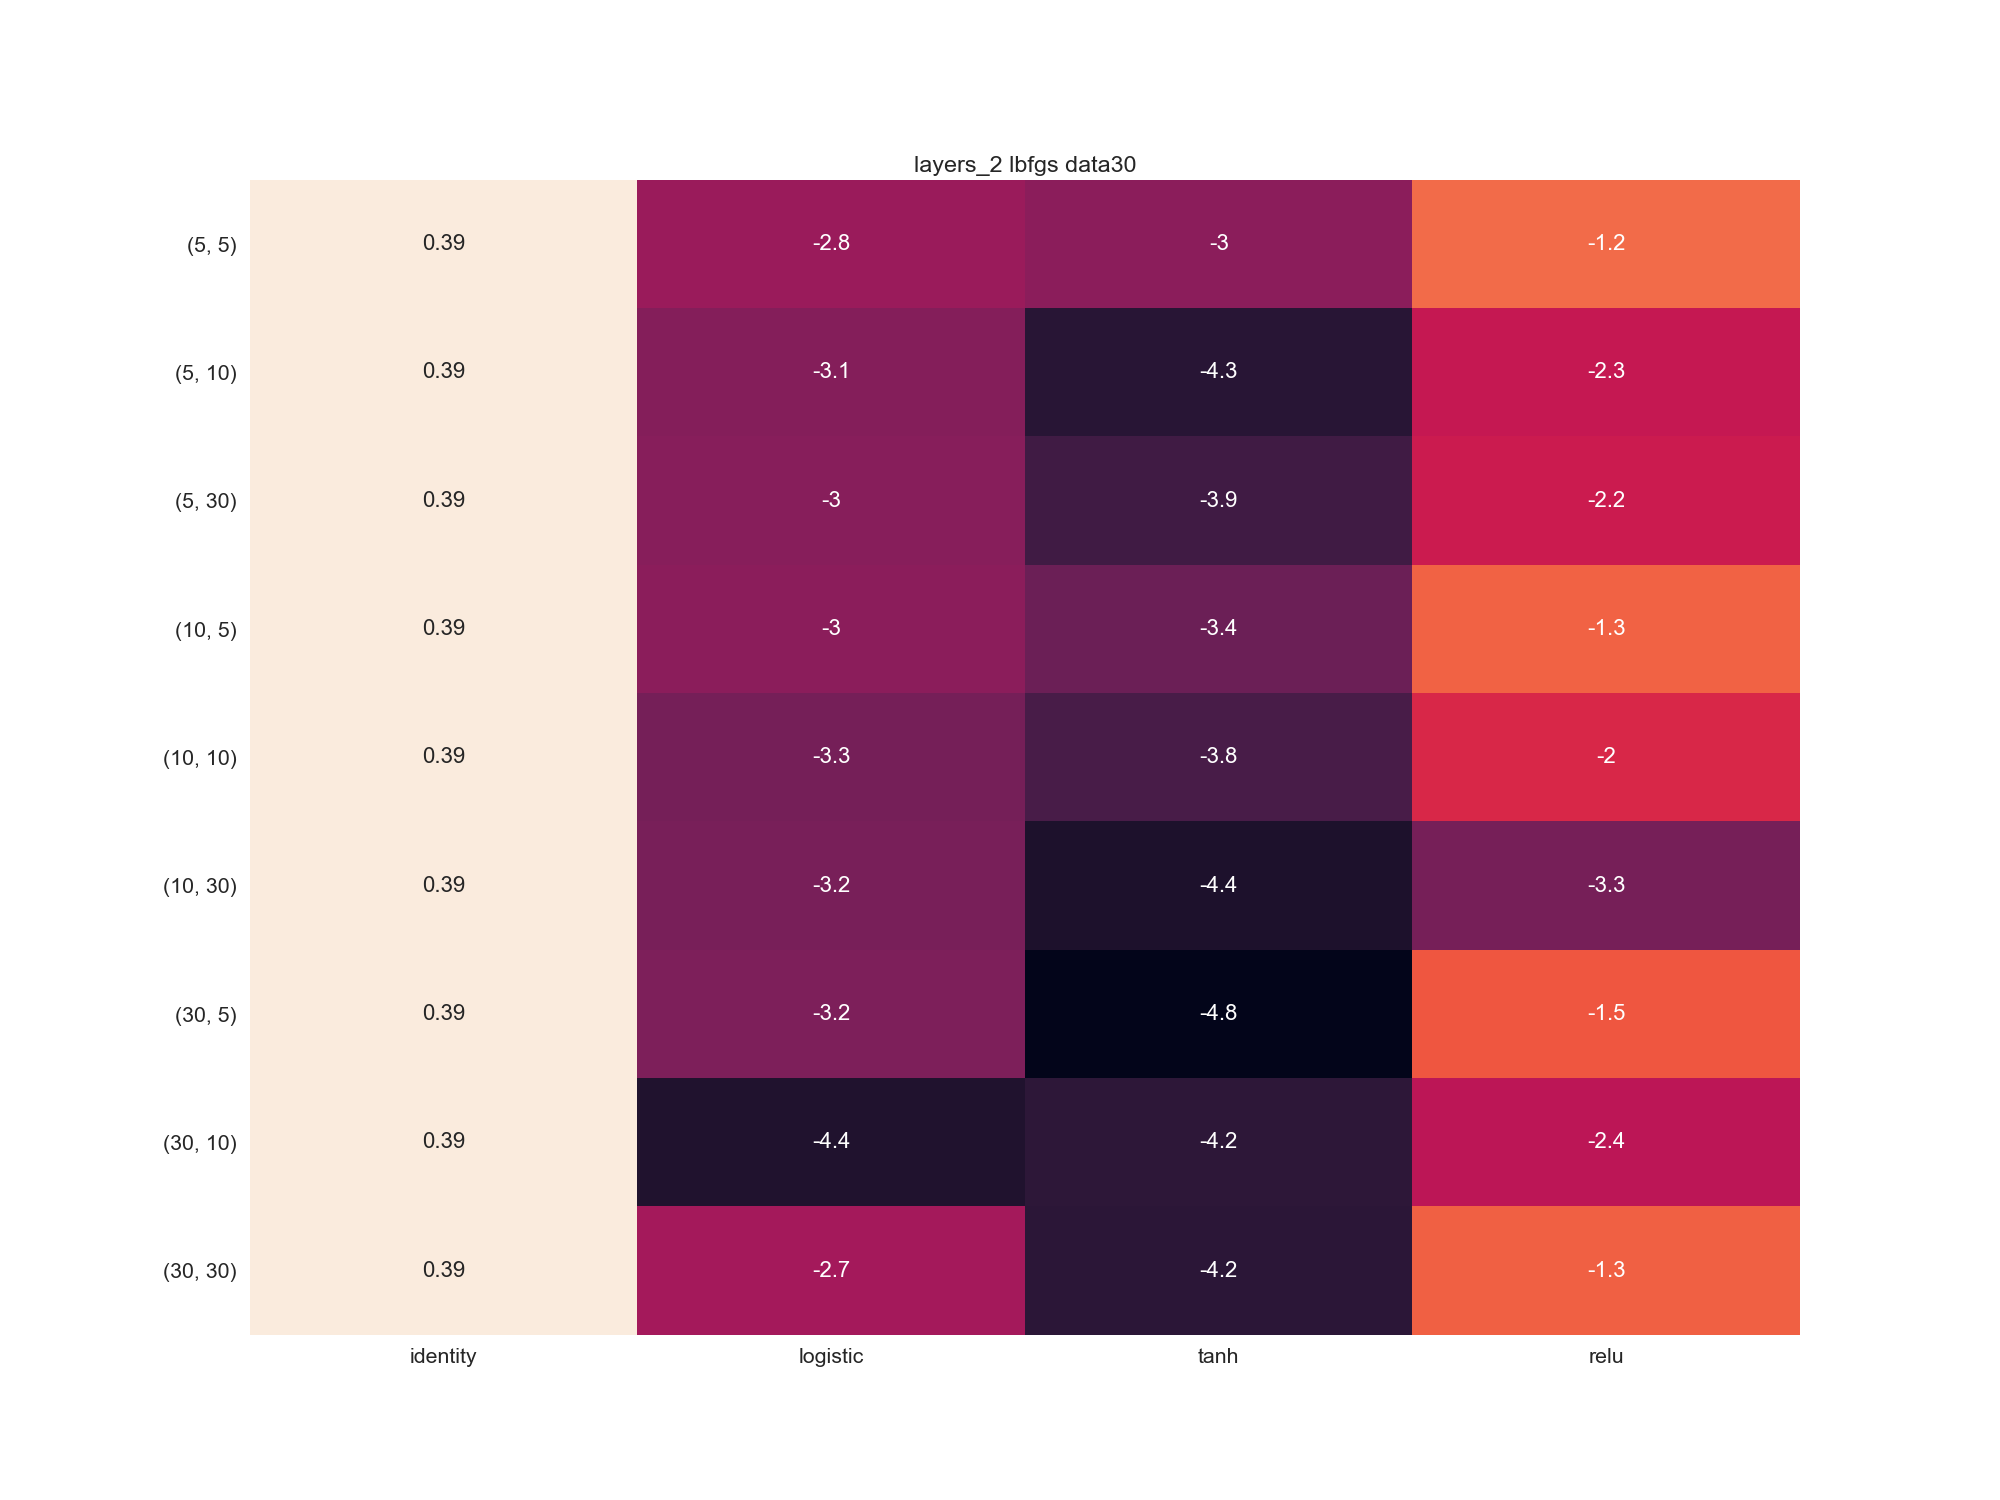 layers_2 lbfgs data30
(5, 5) 0.39 -2.8 -3 -1.2
(5, 10) 0.39 -3.1 -4.3 -2.3
(5, 30) 0.39 -3 -3.9 -2.2
(10, 5) 0.39 -3 -3.4 -1.3
(10, 10) 0.39 -3.3 -3.8 -2
(10, 30) 0.39 -3.2 -4.4 -3.3
(30, 5) 0.39 -3.2 -4.8 -1.5
(30, 10) 0.39 -4.4 -4.2 -2.4
(30, 30) 0.39 -2.7 -4.2 -1.3
identity logistic tanh relu